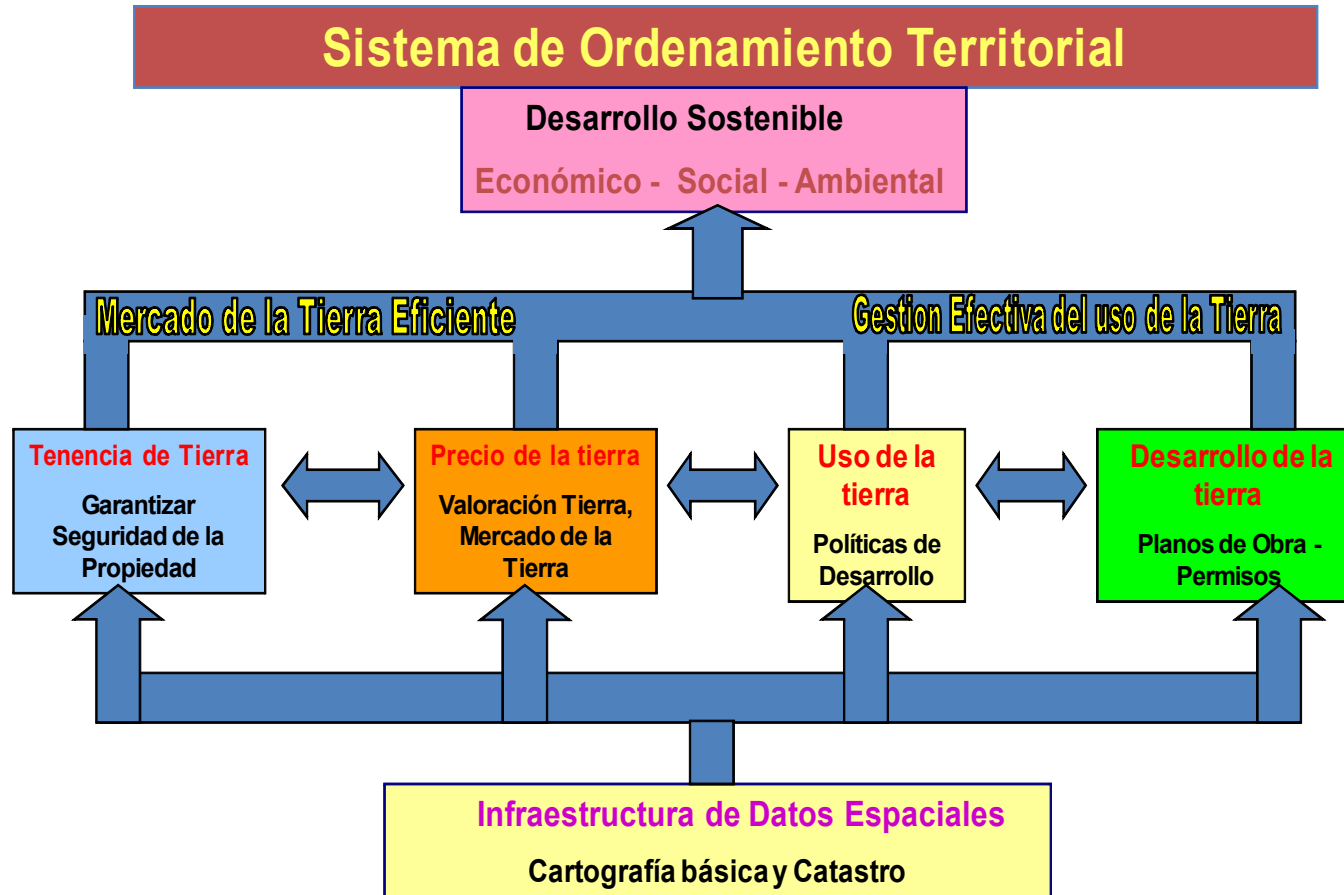 Sistema de Ordenamiento Territorial
Desarrollo Sostenible
Económico - Social - Ambiental
Mercado de la Tierra Eficiente
Gestion Efectiva del uso de la Tierra
Tenencia de Tierra
Garantizar
Seguridad de la
Propiedad
Precio de la tierra
Valoración Tierra,
Mercado de la
Tierra
Uso de la
tierra
Políticas de
Desarrollo
Desarrollo de la
tierra
Planos de Obra -
Permisos
Infraestructura de Datos Espaciales
Cartografía básica y Catastro